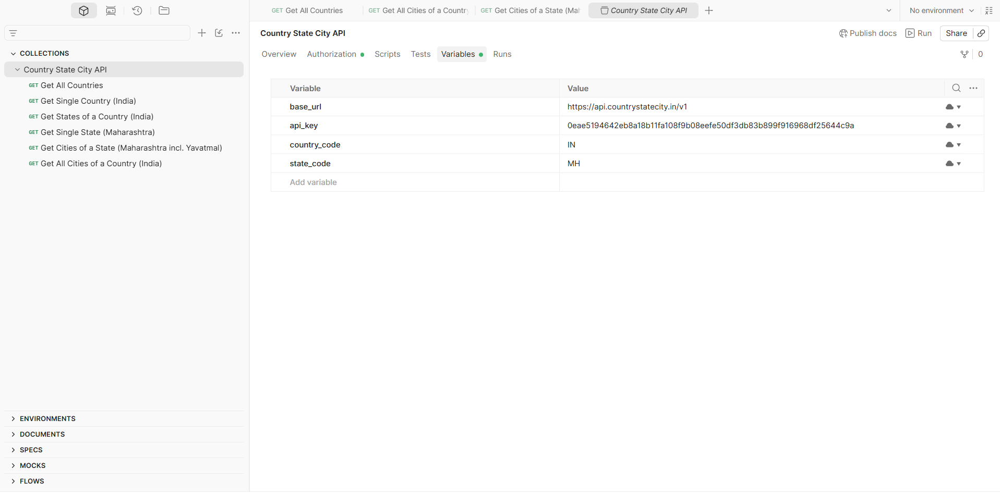 GET Get All Countries
GET Get All Cities of a Countr
GET Get Cities of a State (Mah
Country State City API
No environment
Country State City API
Publish docs
Run
Share
Overview
Authorization
Scripts
Tests
Variables
Runs
0
COLLECTIONS
Country State City API
GET Get All Countries
GET Get Single Country (India)
GET Get States of a Country (India)
GET Get Single State (Maharashtra)
GET Get Cities of a State (Maharashtra incl. Yavatmal)
GET Get All Cities of a Country (India)
ENVIRONMENTS
DOCUMENTS
SPECS
MOCKS
FLOWS
Variable Value
base_url https://api.countrystatecity.in/v1
api_key 0eae5194642eb8a18b11fa108f9b08eefe50df3db83b899f916968df25644c9a
country_code IN
state_code MH
Add variable